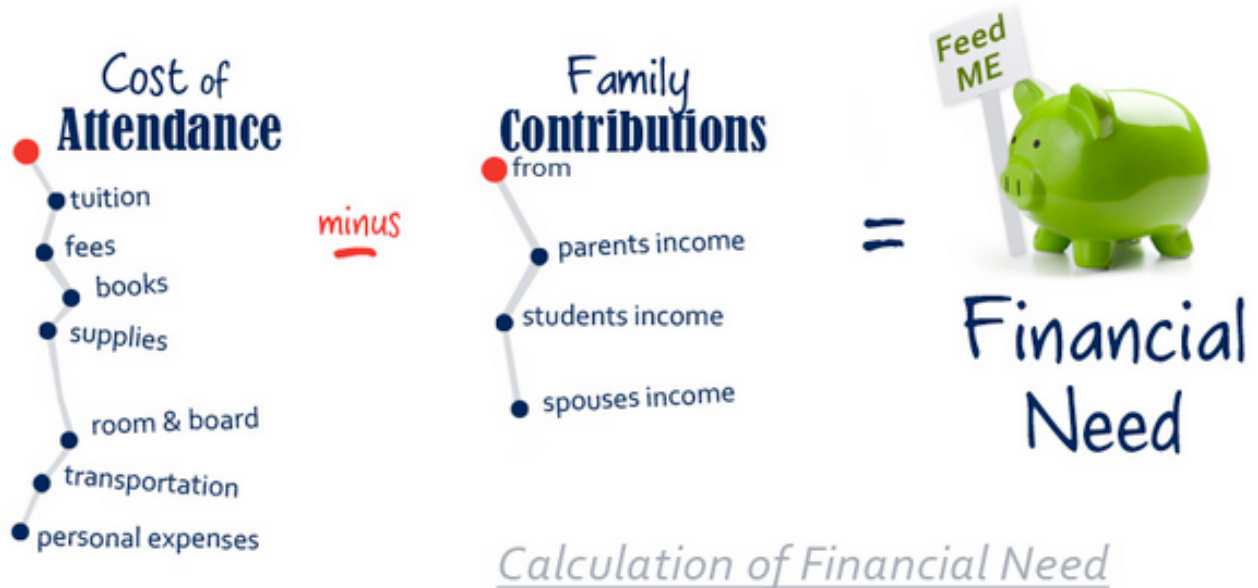 Cost of
Attendance
tuition
fees
books
supplies
room & board
transportation
personal expenses
minus
Family
Contributions
from
parents income
students income
spouses income
=
Feed
ME
Financial
Need
Calculation of Financial Need